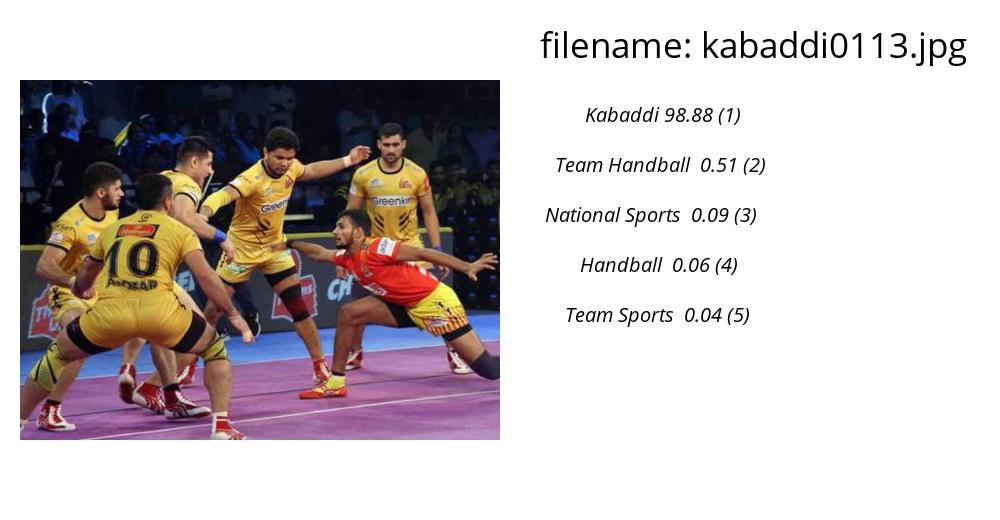 filename: kabaddi0113.jpg
Kabaddi 98.88 (1)
Team Handball 0.51 (2)
National Sports 0.09 (3)
Handball 0.06 (4)
Team Sports 0.04 (5)
10